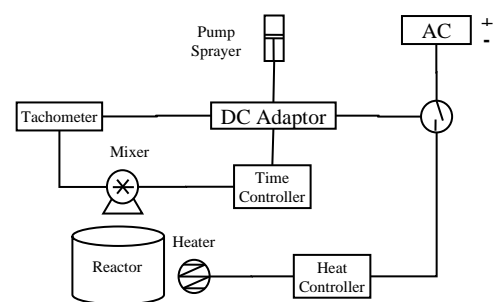 Pump
Sprayer
AC
+
-
Tachometer
DC Adaptor
Mixer
Time
Controller
Heater
Reactor
Heat
Controller